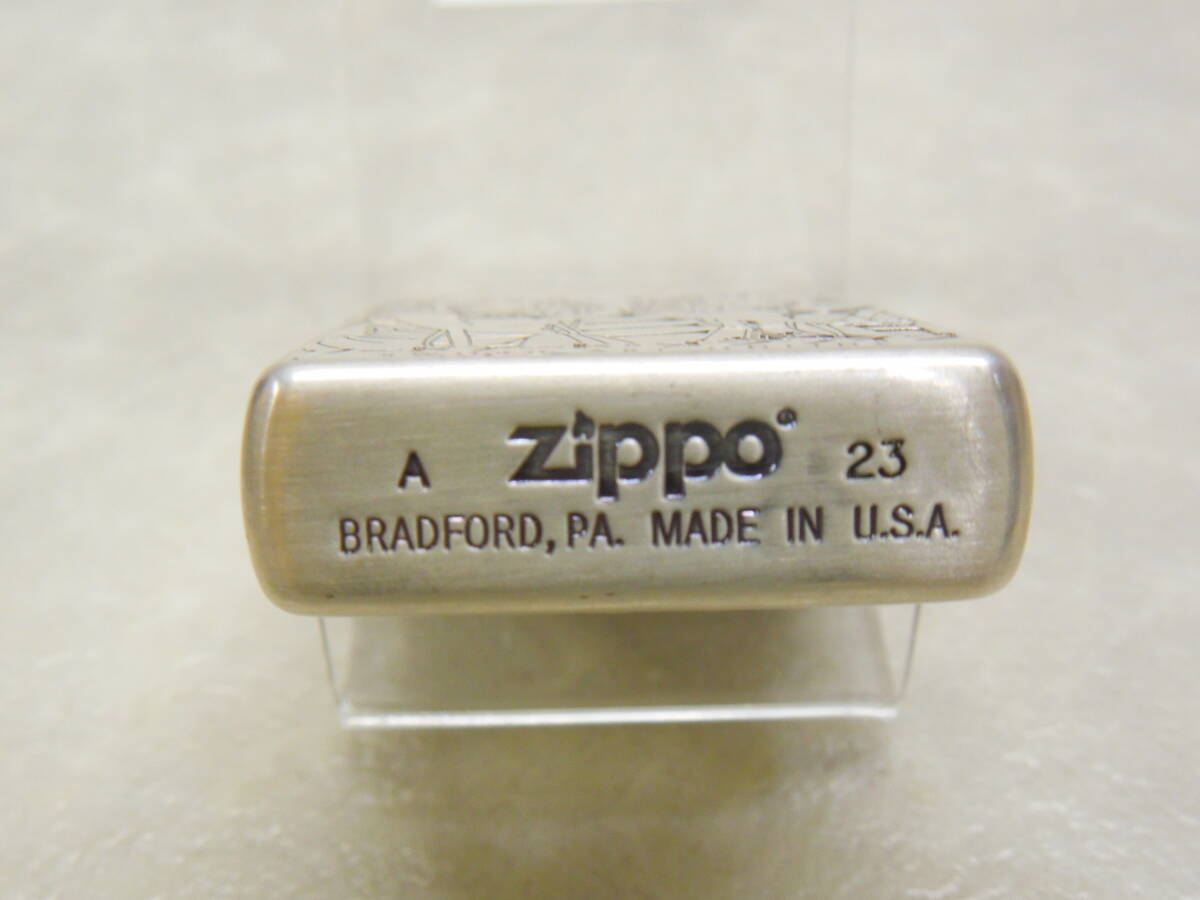 A zippo® 23
BRADFORD, PA. MADE IN U.S.A.